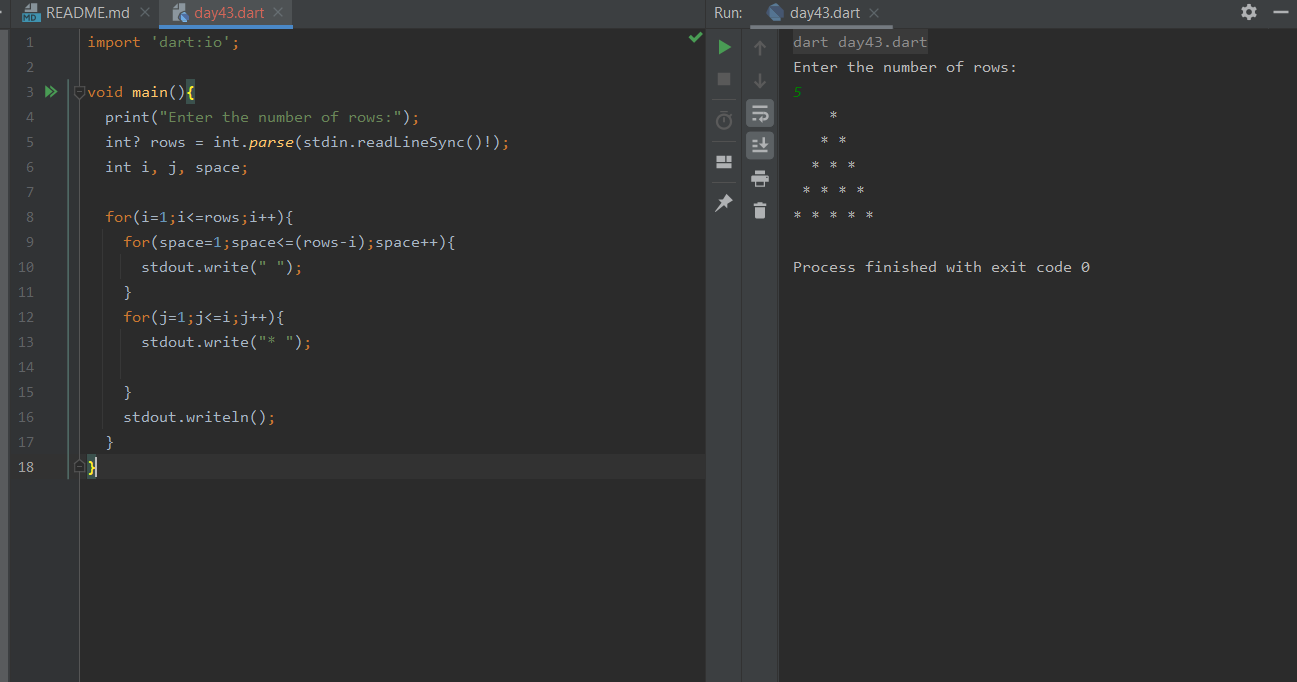 README.md
day43.dart
Run:
day43.dart
1 import 'dart:io';
2
3 void main(){
4   print("Enter the number of rows:");
5   int? rows = int.parse(stdin.readLineSync()!);
6   int i, j, space;
7
8   for(i=1;i<=rows;i++){
9     for(space=1;space<=(rows-i);space++){
10       stdout.write(" ");
11     }
12     for(j=1;j<=i;j++){
13       stdout.write("* ");
14
15     }
16     stdout.writeln();
17   }
18 }
dart day43.dart
Enter the number of rows:
5
    *
   * *
  * * *
 * * * *
* * * * *
Process finished with exit code 0